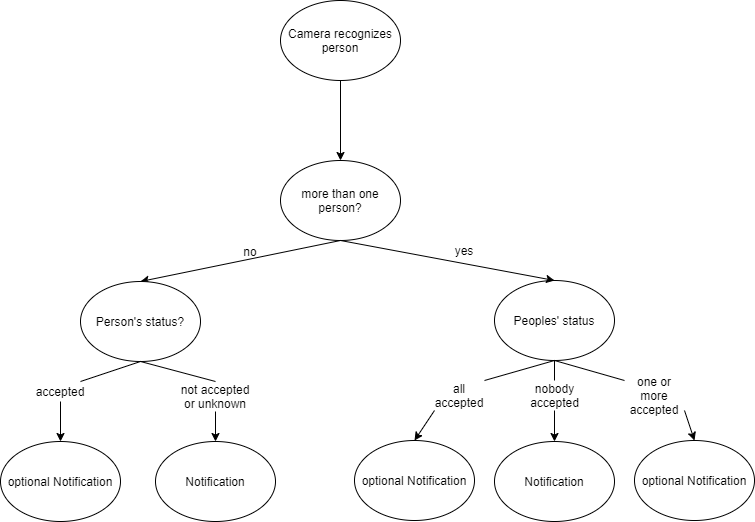 Camera recognizes
person
more than one
person?
no
yes
Person's status?
Peoples' status
accepted
not accepted
or unknown
all
accepted
nobody
accepted
one or
more
accepted
optional Notification
Notification
optional Notification
Notification
optional Notification